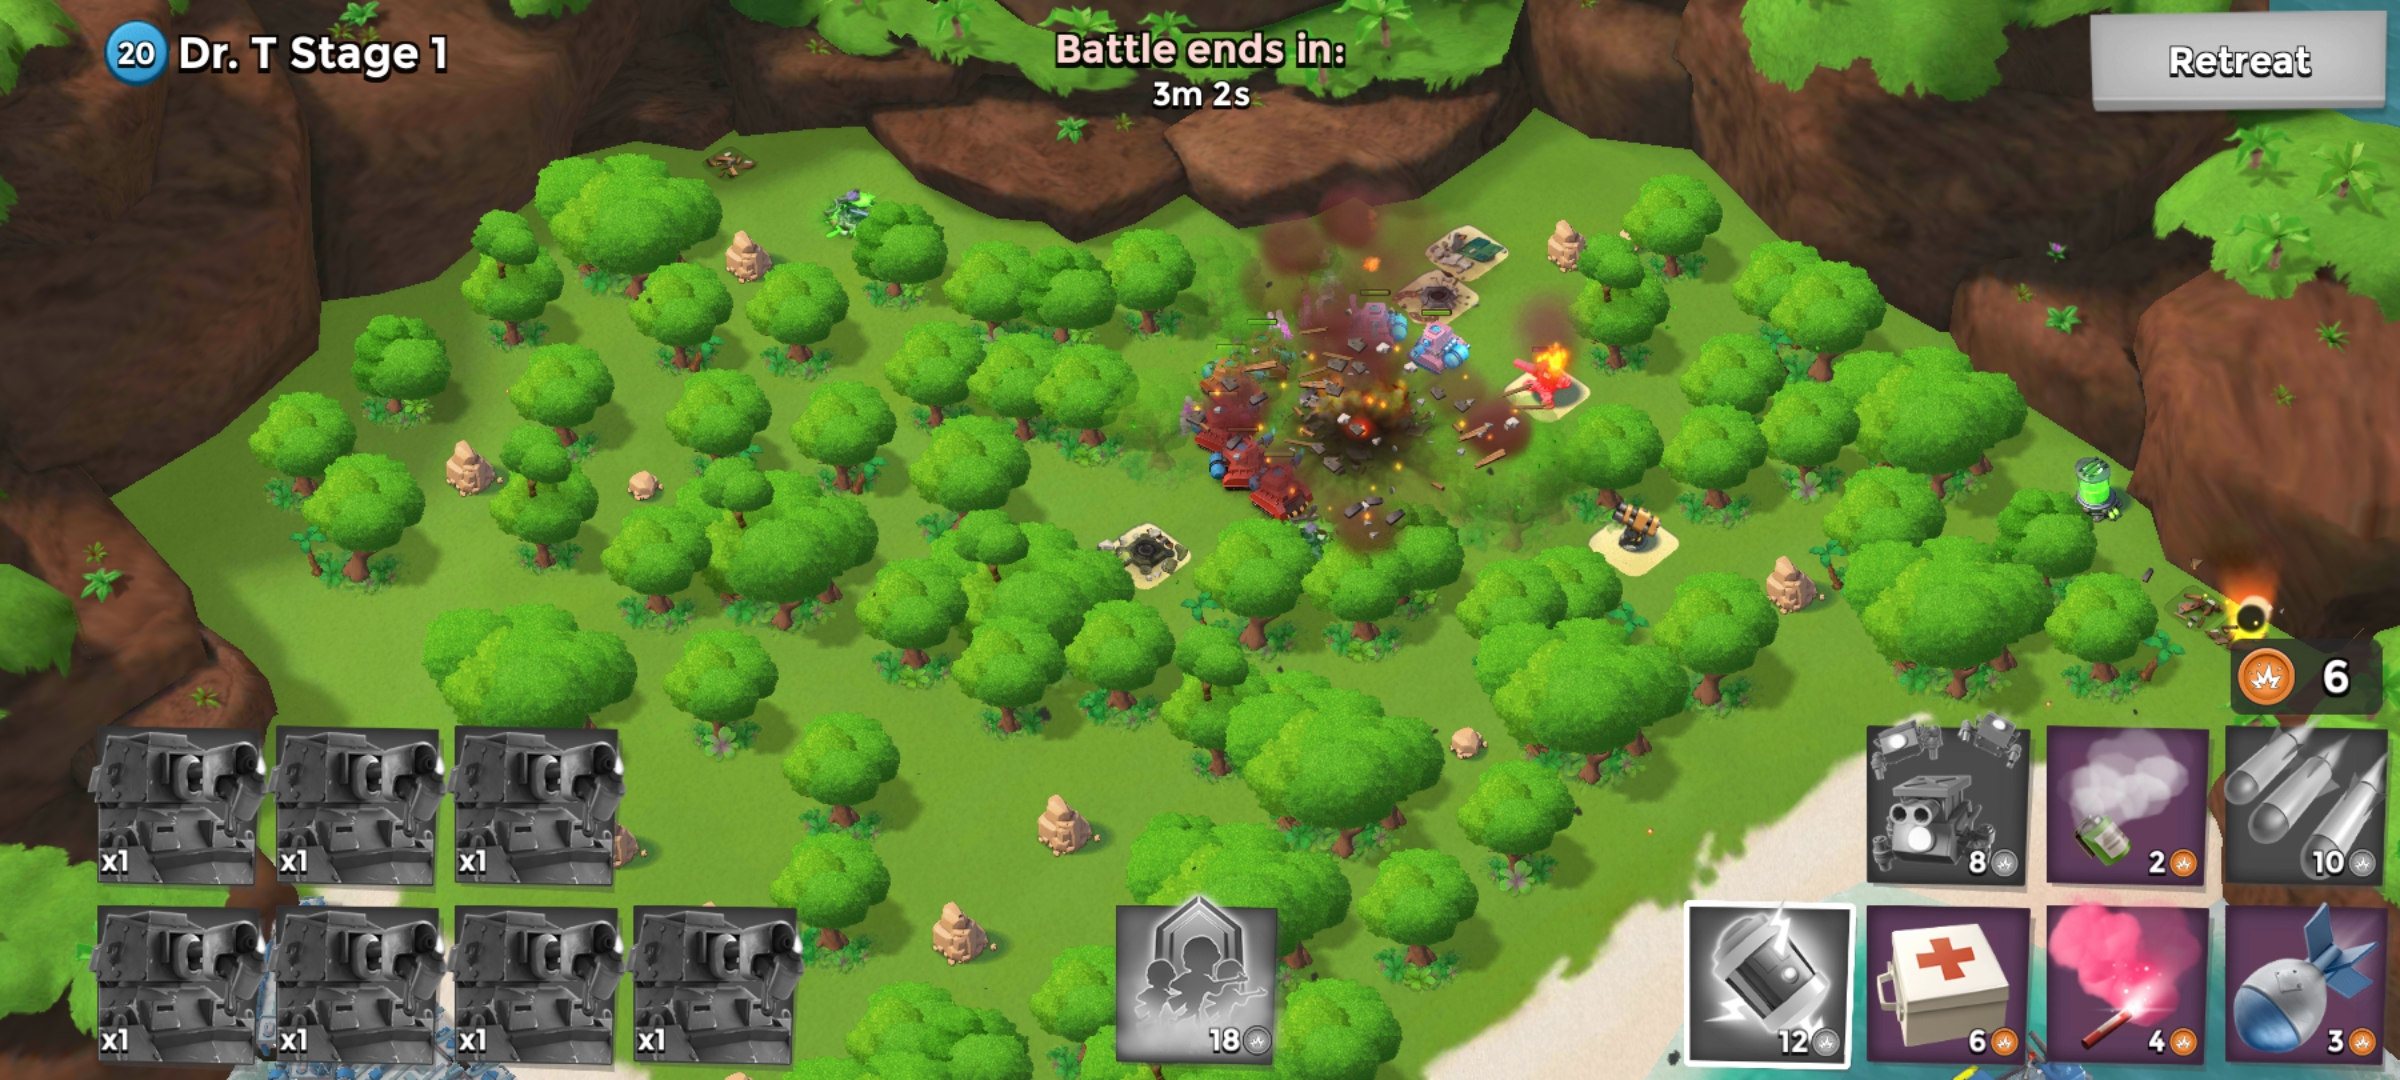 20 Dr. T Stage 1
Battle ends in:
3m 2s
Retreat
6
x1 x1 x1
8 2 10
x1 x1 x1 x1
18
12 6 4 3